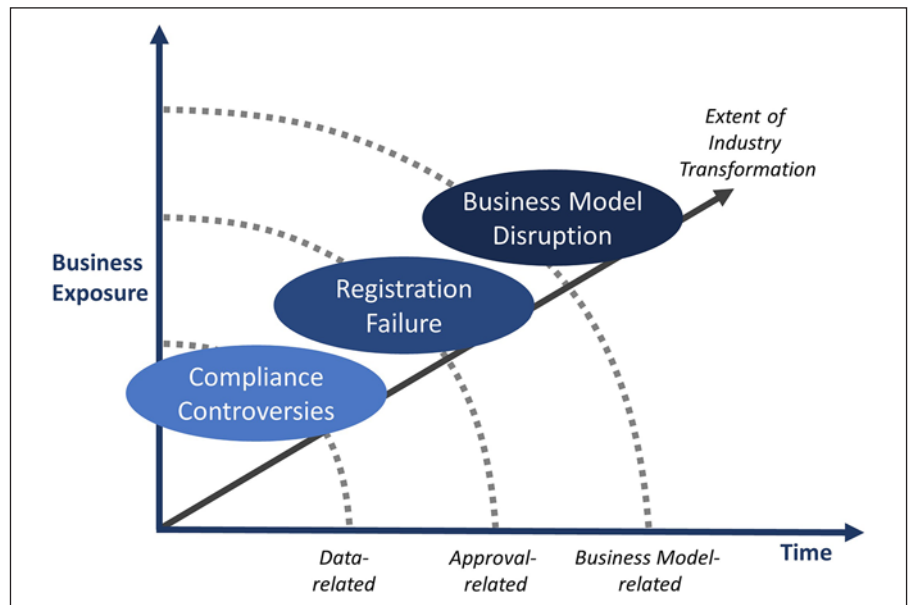 Extent of
Industry
Transformation
Business Model
Disruption
Business
Exposure
Registration
Failure
Compliance
Controversies
Time
Data-
related
Approval-
related
Business Model-
related